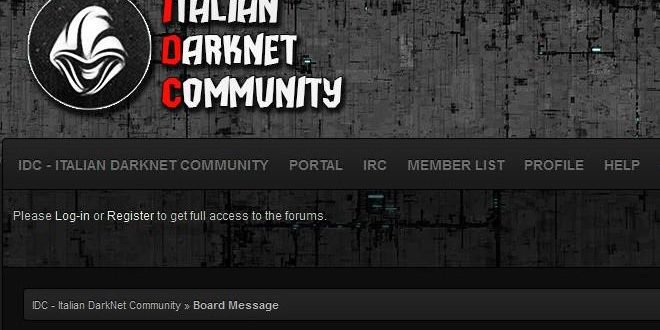 ITALIAN
DARKNET
COMMUNITY
IDC - ITALIAN DARKNET COMMUNITY PORTAL IRC MEMBER LIST PROFILE HELP
Please Log-in or Register to get full access to the forums.
IDC - Italian DarkNet Community » Board Message